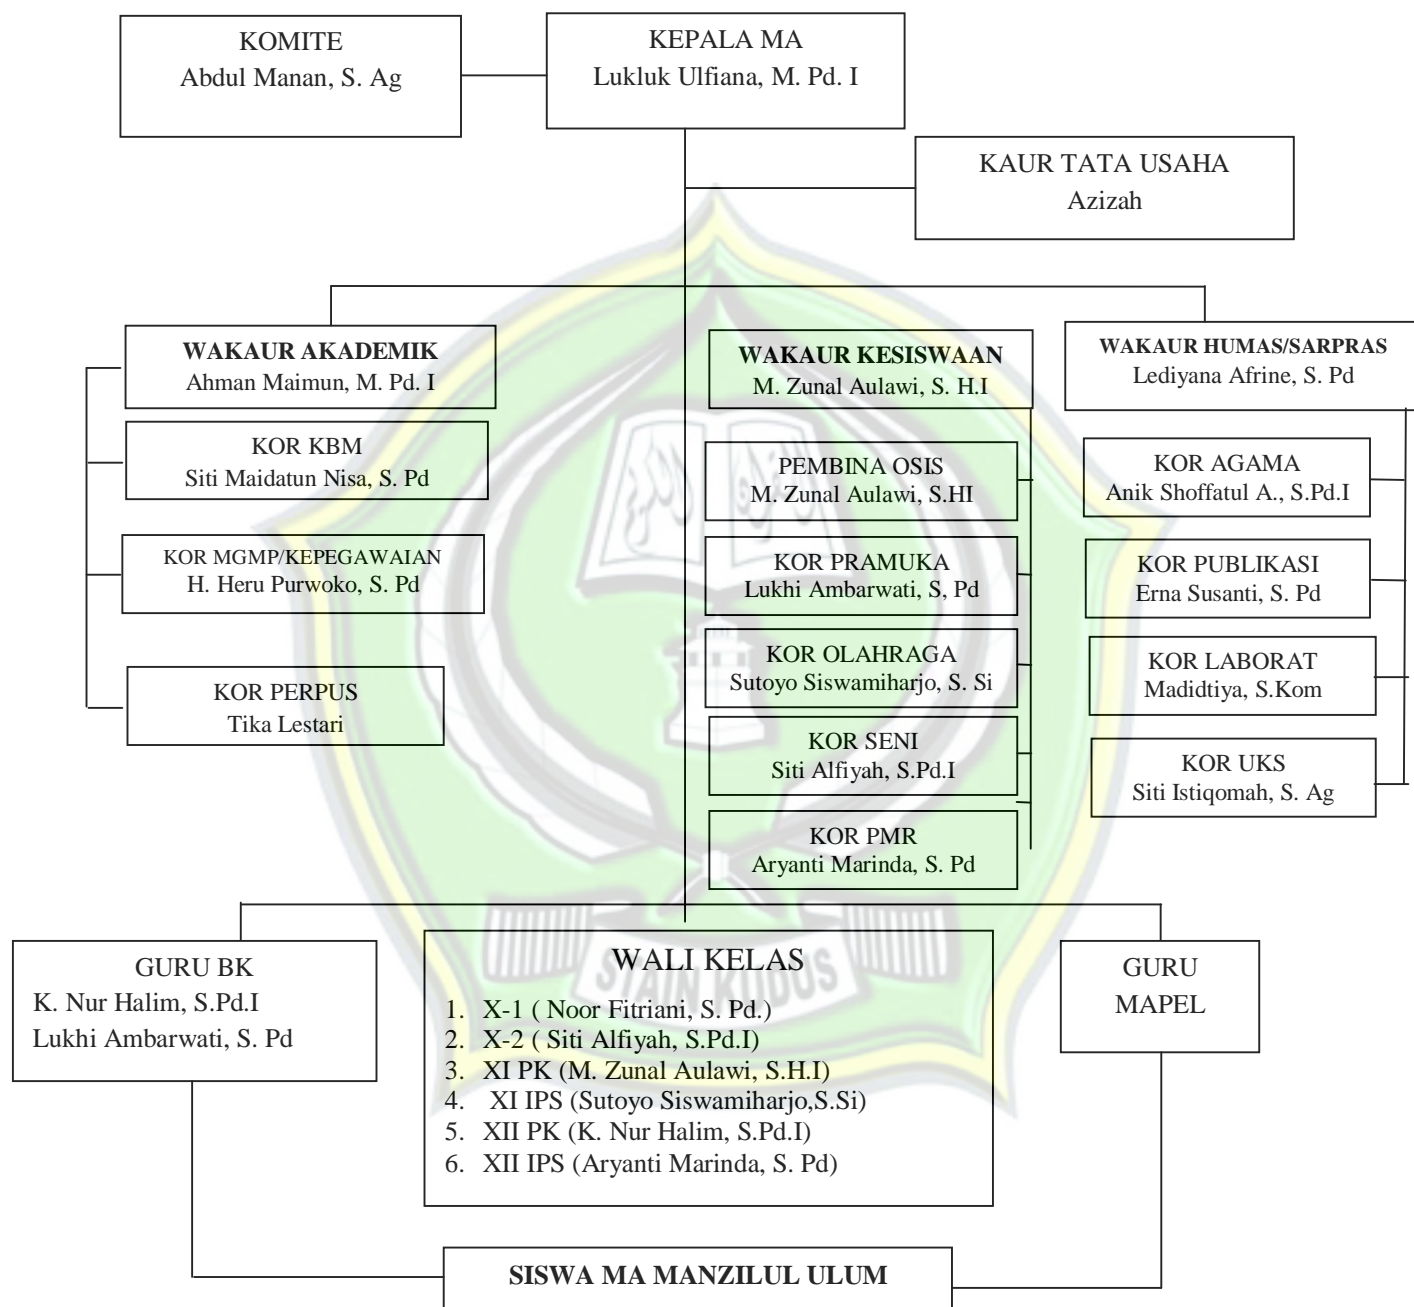 KOMITE
Abdul Manan, S. Ag
KEPALA MA
Lukluk Ulfiana, M. Pd. I
KAUR TATA USAHA
Azizah
WAKAUR AKADEMIK
Ahman Maimun, M. Pd. I
KOR KBM
Siti Maidatun Nisa, S. Pd
KOR MGMP/KEPEGAWAIAN
H. Heru Purwoko, S. Pd
KOR PERPUS
Tika Lestari
WAKAUR KESISWAAN
M. Zunal Aulawi, S. H.I
PEMBINA OSIS
M. Zunal Aulawi, S.HI
KOR PRAMUKA
Lukhi Ambarwati, S, Pd
KOR OLAHRAGA
Sutoyo Siswamiharjo, S. Si
KOR SENI
Siti Alfiyah, S.Pd.I
KOR PMR
Aryanti Marinda, S. Pd
WAKAUR HUMAS/SARPRAS
Lediyana Afrine, S. Pd
KOR AGAMA
Anik Shoffatul A., S.Pd.I
KOR PUBLIKASI
Erna Susanti, S. Pd
KOR LABORAT
Madidtiya, S.Kom
KOR UKS
Siti Istiqomah, S. Ag
GURU BK
K. Nur Halim, S.Pd.I
Lukhi Ambarwati, S. Pd
WALI KELAS
1. X-1 ( Noor Fitriani, S. Pd.)
2. X-2 ( Siti Alfiyah, S.Pd.I)
3. XI PK (M. Zunal Aulawi, S.H.I)
4. XI IPS (Sutoyo Siswamiharjo,S.Si)
5. XII PK (K. Nur Halim, S.Pd.I)
6. XII IPS (Aryanti Marinda, S. Pd)
GURU
MAPEL
STAIN KUDUS
SISWA MA MANZILUL ULUM